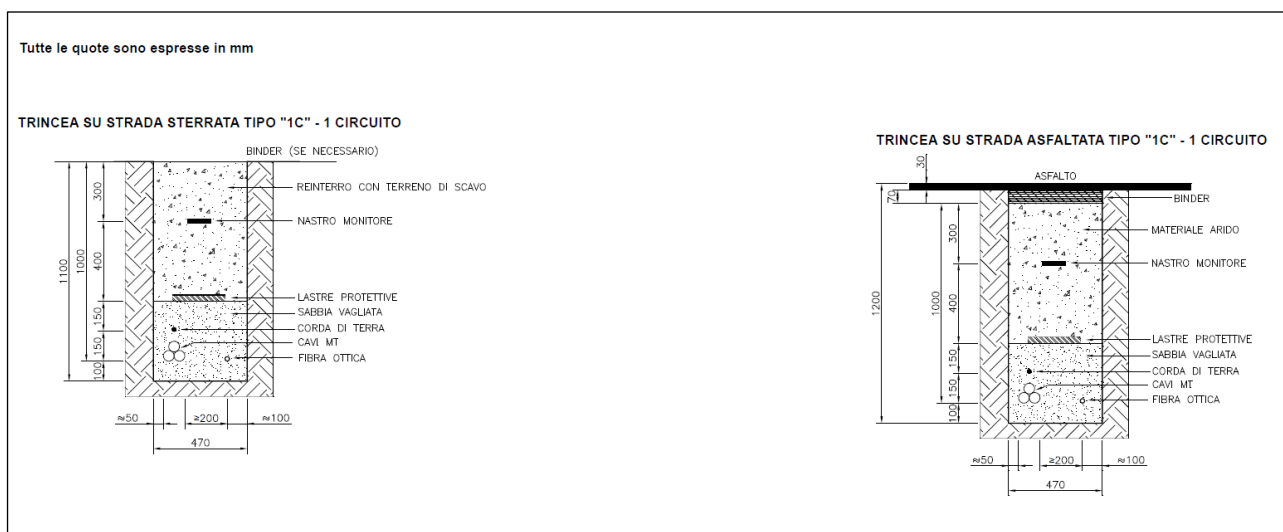 Tutte le quote sono espresse in mm
TRINCEA SU STRADA STERRATA TIPO "1C" - 1 CIRCUITO
BINDER (SE NECESSARIO)
REINTERRO CON TERRENO DI SCAVO
NASTRO MONITORE
LASTRE PROTETTIVE
SABBIA VAGLIATA
CORDA DI TERRA
CAVI MT
FIBRA OTTICA
300
400
150
150
100
1000
1100
≈50
≥200
≈100
470
TRINCEA SU STRADA ASFALTATA TIPO "1C" - 1 CIRCUITO
ASFALTO
BINDER
MATERIALE ARIDO
NASTRO MONITORE
LASTRE PROTETTIVE
SABBIA VAGLIATA
CORDA DI TERRA
CAVI MT
FIBRA OTTICA
30
70
300
400
150
150
100
1000
1200
≈50
≥200
≈100
470